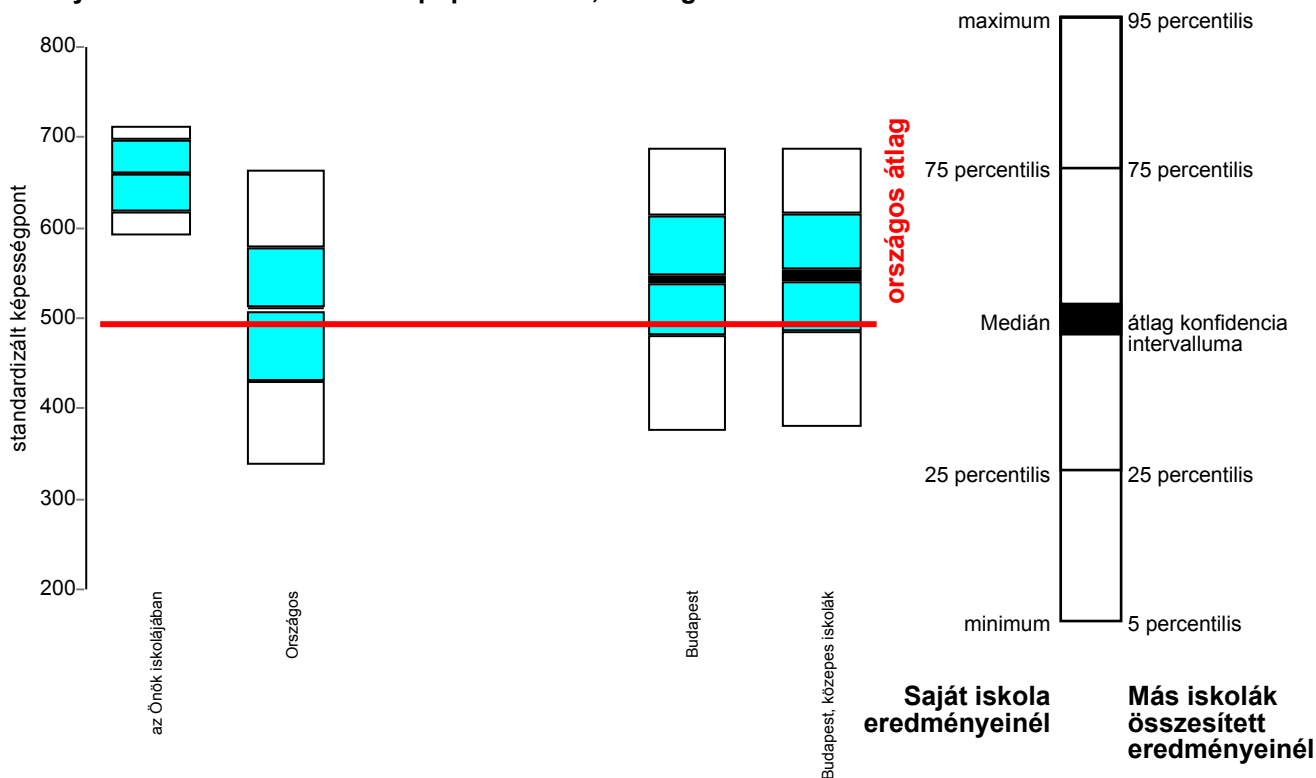 800
700
600
500
400
300
200
standardizált képességpont
az Önök iskolájában
Országos
Budapest
Budapest, közepes iskolák
országos átlag
maximum
95 percentilis
75 percentilis
75 percentilis
Medián
átlag konfidencia
intervalluma
25 percentilis
25 percentilis
minimum
5 percentilis
Saját iskola
eredményeinél
Más iskolák
összesített
eredményeinél